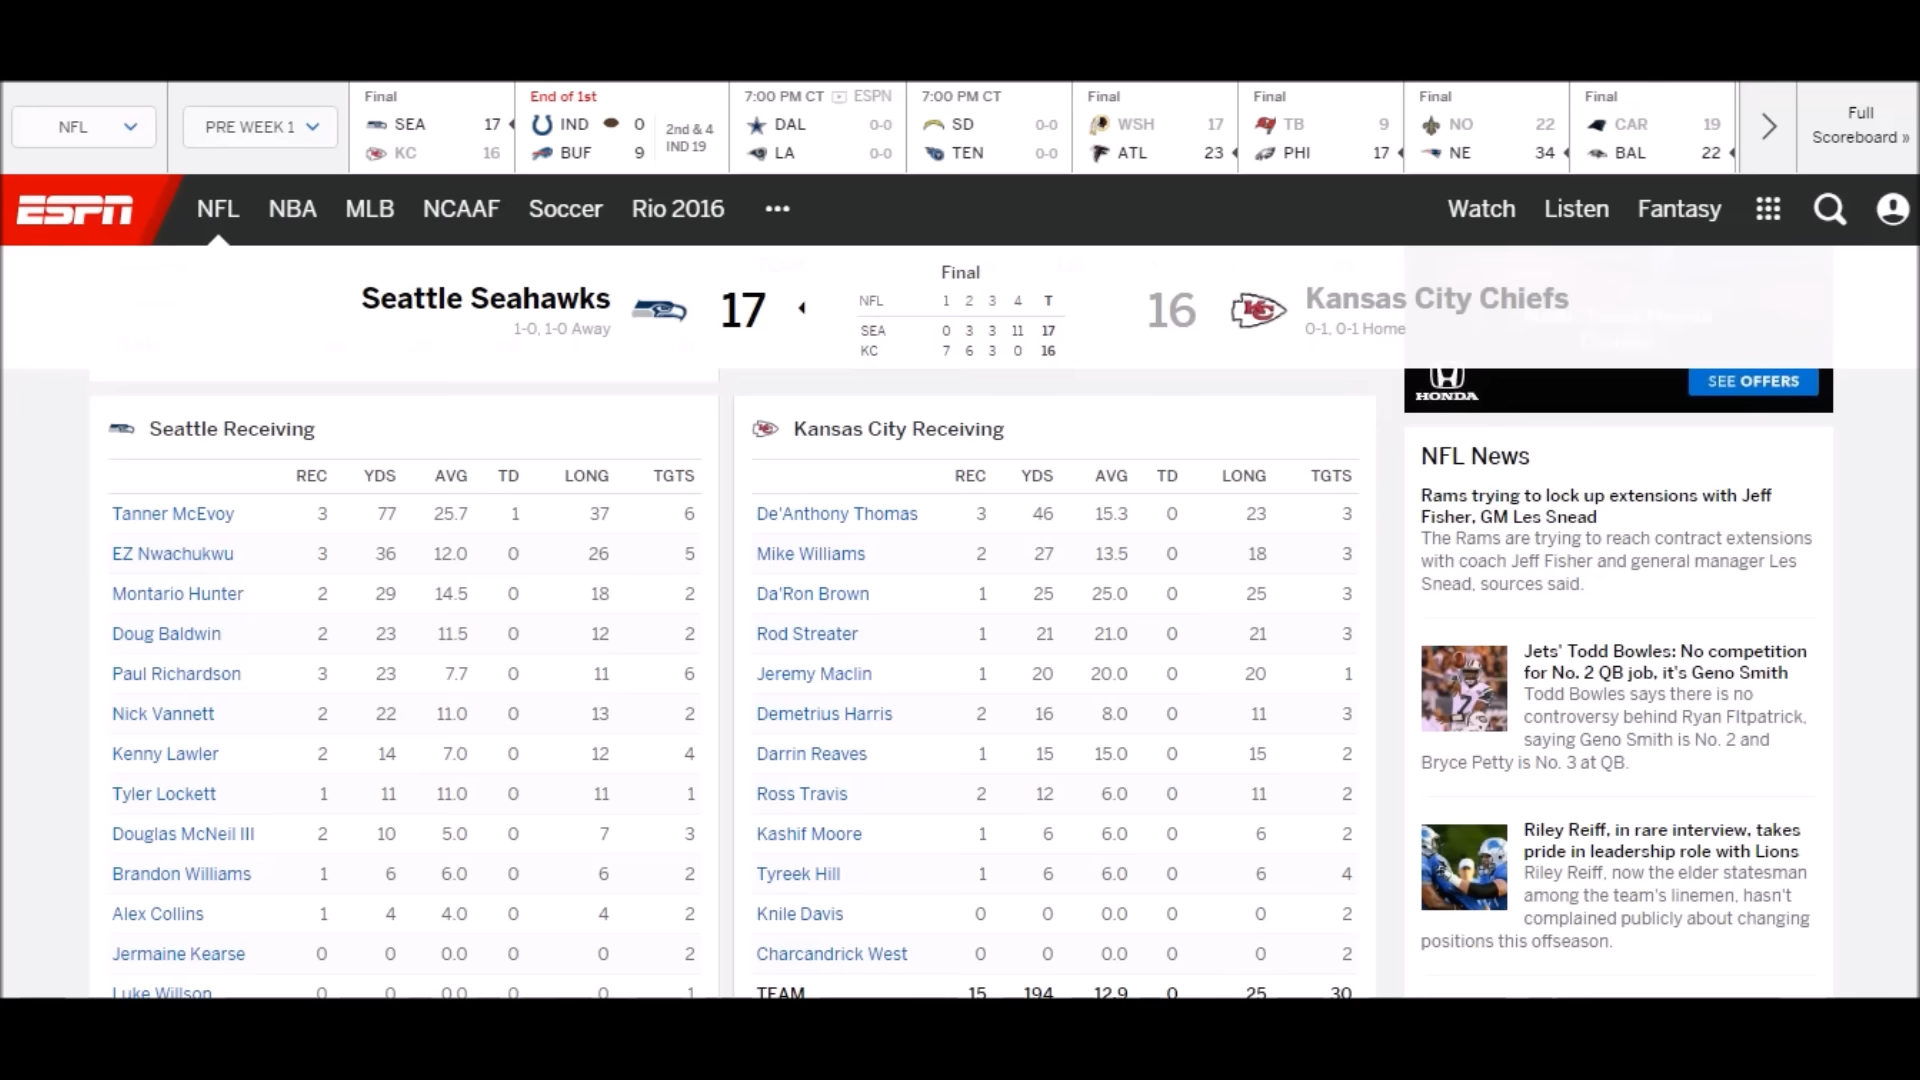 NFL
PRE WEEK 1
Final
SEA 17
KC 16
End of 1st
IND 0
BUF 9
2nd & 4
IND 19
7:00 PM CT ESPN
DAL 0-0
LA 0-0
7:00 PM CT
SD 0-0
TEN 0-0
Final
WSH 17
ATL 23
Final
TB 9
PHI 17
Final
NO 22
NE 34
Final
CAR 19
BAL 22
Full
Scoreboard »
ESPN NFL NBA MLB NCAAF Soccer Rio 2016 ••• Watch Listen Fantasy
Seattle Seahawks 17
1-0, 1-0 Away
Final
NFL 1 2 3 4 T
SEA 0 3 3 11 17
KC 7 6 3 0 16
16 Kansas City Chiefs
0-1, 0-1 Home
HONDA
SEE OFFERS
Seattle Receiving
REC YDS AVG TD LONG TGTS
Tanner McEvoy 3 77 25.7 1 37 6
EZ Nwachukwu 3 36 12.0 0 26 5
Montario Hunter 2 29 14.5 0 18 2
Doug Baldwin 2 23 11.5 0 12 2
Paul Richardson 3 23 7.7 0 11 6
Nick Vannett 2 22 11.0 0 13 2
Kenny Lawler 2 14 7.0 0 12 4
Tyler Lockett 1 11 11.0 0 11 1
Douglas McNeil III 2 10 5.0 0 7 3
Brandon Williams 1 6 6.0 0 6 2
Alex Collins 1 4 4.0 0 4 2
Jermaine Kearse 0 0 0.0 0 0 2
Luke Willson 0 0 0.0 0 0 1
Kansas City Receiving
REC YDS AVG TD LONG TGTS
De'Anthony Thomas 3 46 15.3 0 23 3
Mike Williams 2 27 13.5 0 18 3
Da'Ron Brown 1 25 25.0 0 25 3
Rod Streater 1 21 21.0 0 21 3
Jeremy Maclin 1 20 20.0 0 20 1
Demetrius Harris 2 16 8.0 0 11 3
Darrin Reaves 1 15 15.0 0 15 2
Ross Travis 2 12 6.0 0 11 2
Kashif Moore 1 6 6.0 0 6 2
Tyreek Hill 1 6 6.0 0 6 4
Knile Davis 0 0 0.0 0 0 2
Charcandrick West 0 0 0.0 0 0 2
TEAM 15 194 12.9 0 25 30
NFL News
Rams trying to lock up extensions with Jeff
Fisher, GM Les Snead
The Rams are trying to reach contract extensions
with coach Jeff Fisher and general manager Les
Snead, sources said.
Jets' Todd Bowles: No competition
for No. 2 QB job, it's Geno Smith
Todd Bowles says there is no
controversy behind Ryan FItpatrick,
saying Geno Smith is No. 2 and
Bryce Petty is No. 3 at QB.
Riley Reiff, in rare interview, takes
pride in leadership role with Lions
Riley Reiff, now the elder statesman
among the team's linemen, hasn't
complained publicly about changing
positions this offseason.